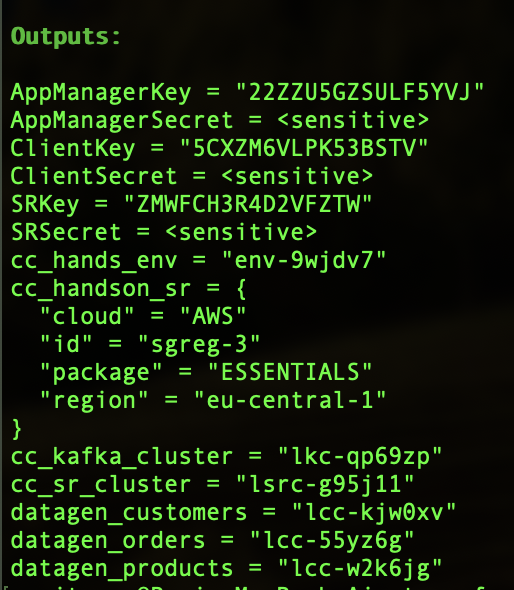 Outputs:
AppManagerKey = "22ZZU5GZSULF5YVJ"
AppManagerSecret = <sensitive>
ClientKey = "5CXZM6VLPK53BSTV"
ClientSecret = <sensitive>
SRKey = "ZMWFCH3R4D2VFZTW"
SRSecret = <sensitive>
cc_hands_env = "env-9wjdv7"
cc_handson_sr = {
  "cloud" = "AWS"
  "id" = "sgreg-3"
  "package" = "ESSENTIALS"
  "region" = "eu-central-1"
}
cc_kafka_cluster = "lkc-qp69zp"
cc_sr_cluster = "lsrc-g95j11"
datagen_customers = "lcc-kjw0xv"
datagen_orders = "lcc-55yz6g"
datagen_products = "lcc-w2k6jg"